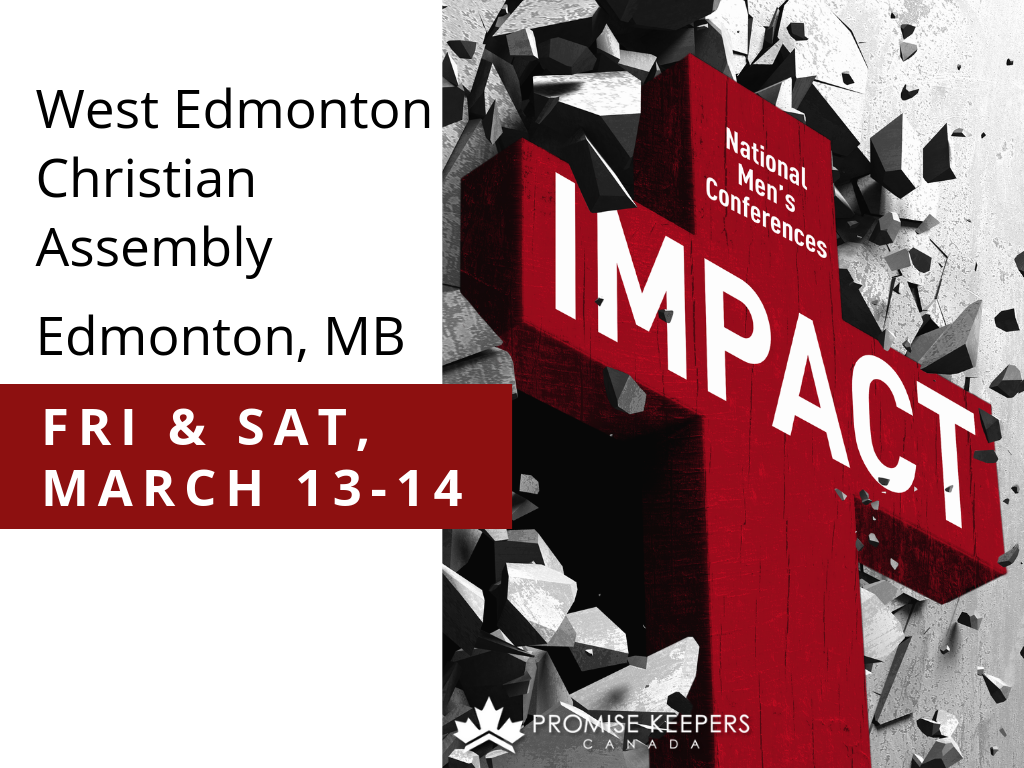 West Edmonton
Christian
Assembly
Edmonton, MB
FRI & SAT,
MARCH 13-14
National
Men's
Conferences
IMPACT
PROMISE KEEPERS
CANADA